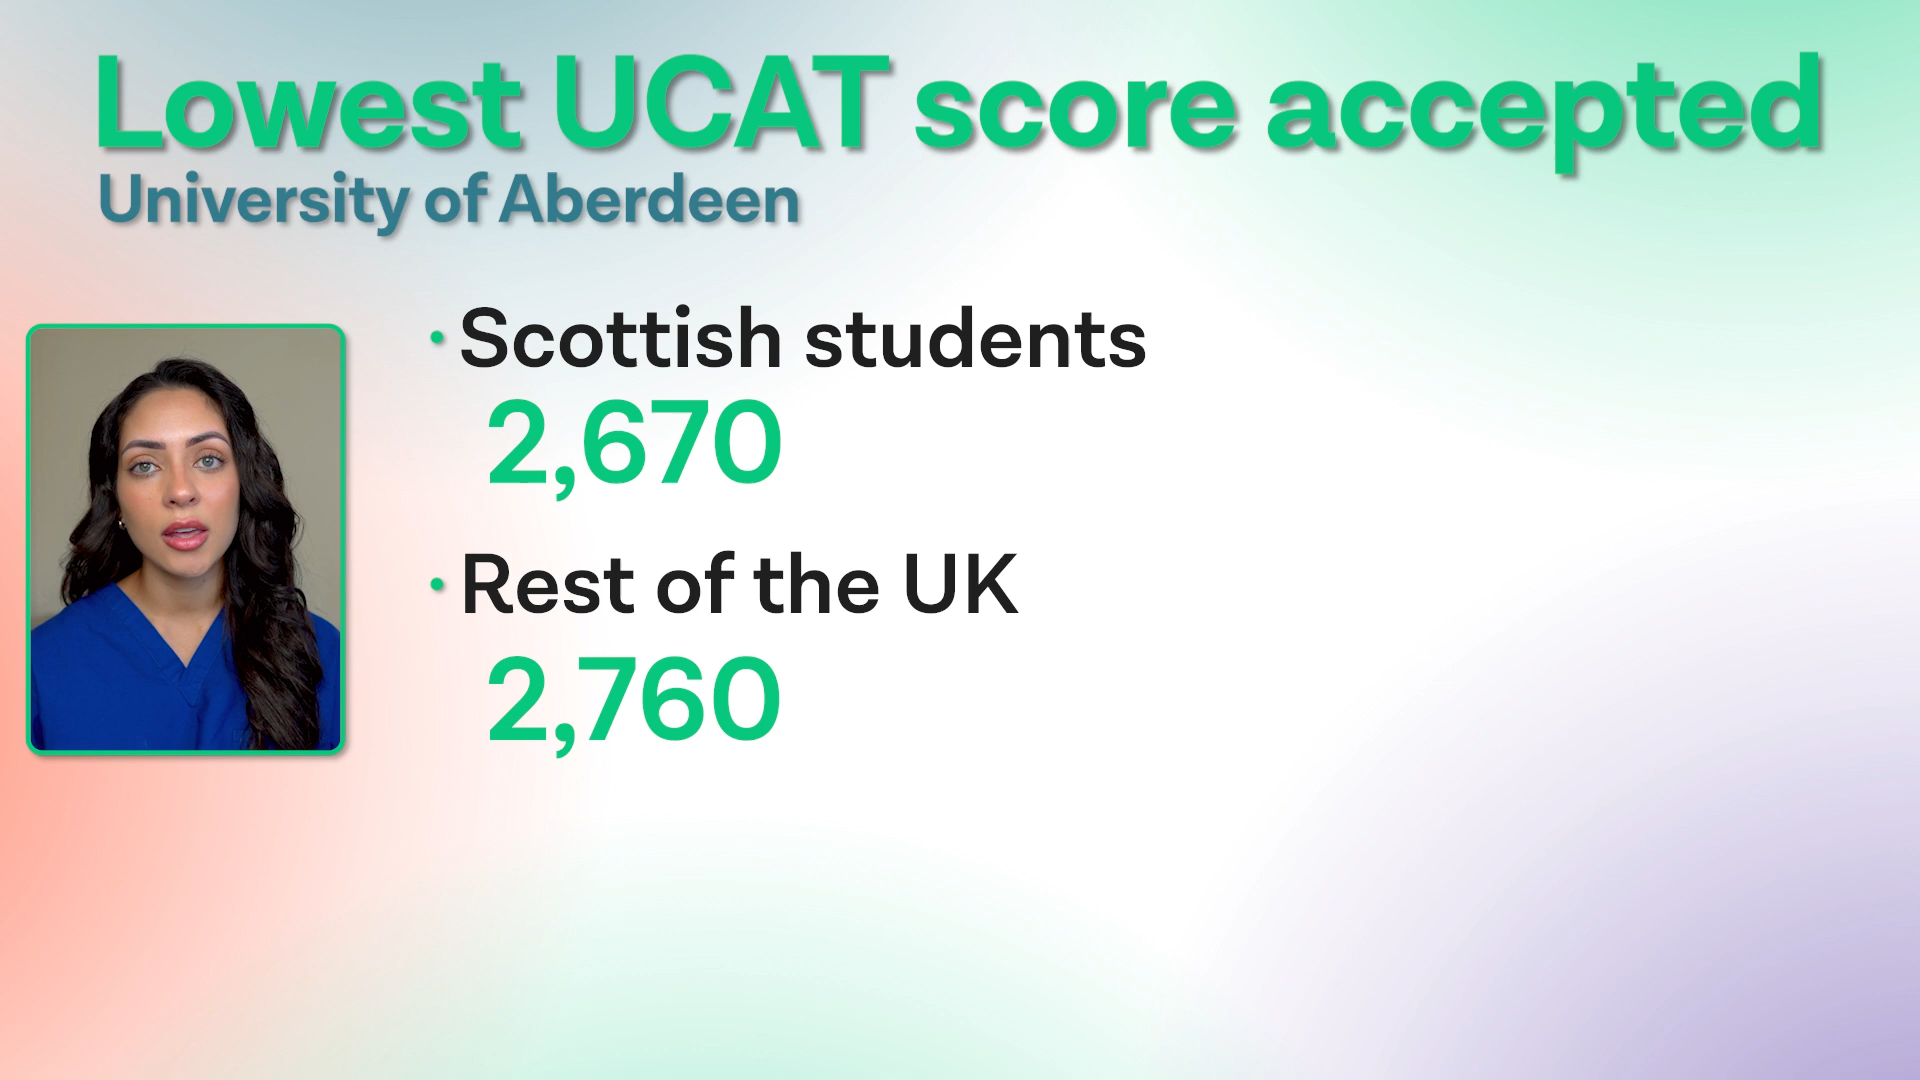 Lowest UCAT score accepted
University of Aberdeen
• Scottish students
2,670
• Rest of the UK
2,760